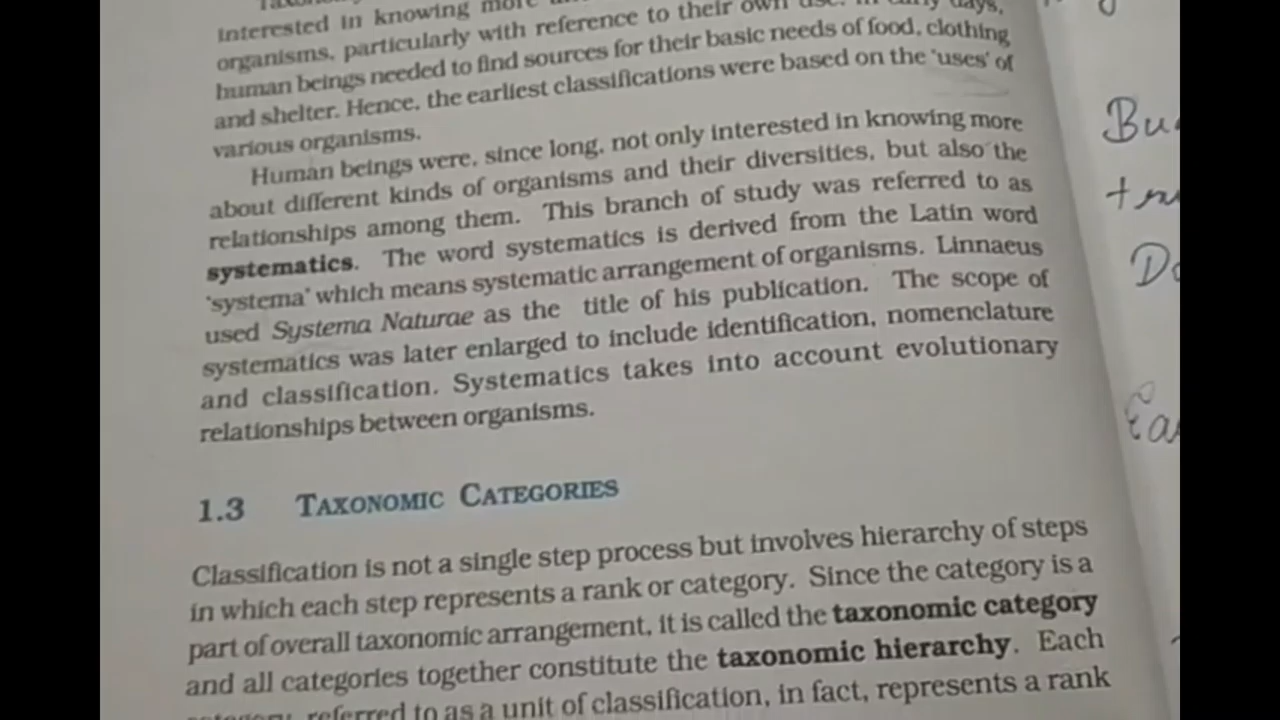 interested in knowing more
organisms, particularly with reference to their own use. In early days,
human beings needed to find sources for their basic needs of food, clothing
and shelter. Hence, the earliest classifications were based on the 'uses' of
various organisms.
Human beings were, since long, not only interested in knowing more
about different kinds of organisms and their diversities, but also the
relationships among them. This branch of study was referred to as
systematics. The word systematics is derived from the Latin word
'systema' which means systematic arrangement of organisms. Linnaeus
used Systema Naturae as the title of his publication. The scope of
systematics was later enlarged to include identification, nomenclature
and classification. Systematics takes into account evolutionary
relationships between organisms.
1.3 TAXONOMIC CATEGORIES
Classification is not a single step process but involves hierarchy of steps
in which each step represents a rank or category. Since the category is a
part of overall taxonomic arrangement, it is called the taxonomic category
and all categories together constitute the taxonomic hierarchy. Each
category, referred to as a unit of classification, in fact, represents a rank
Bu
Do
Ea